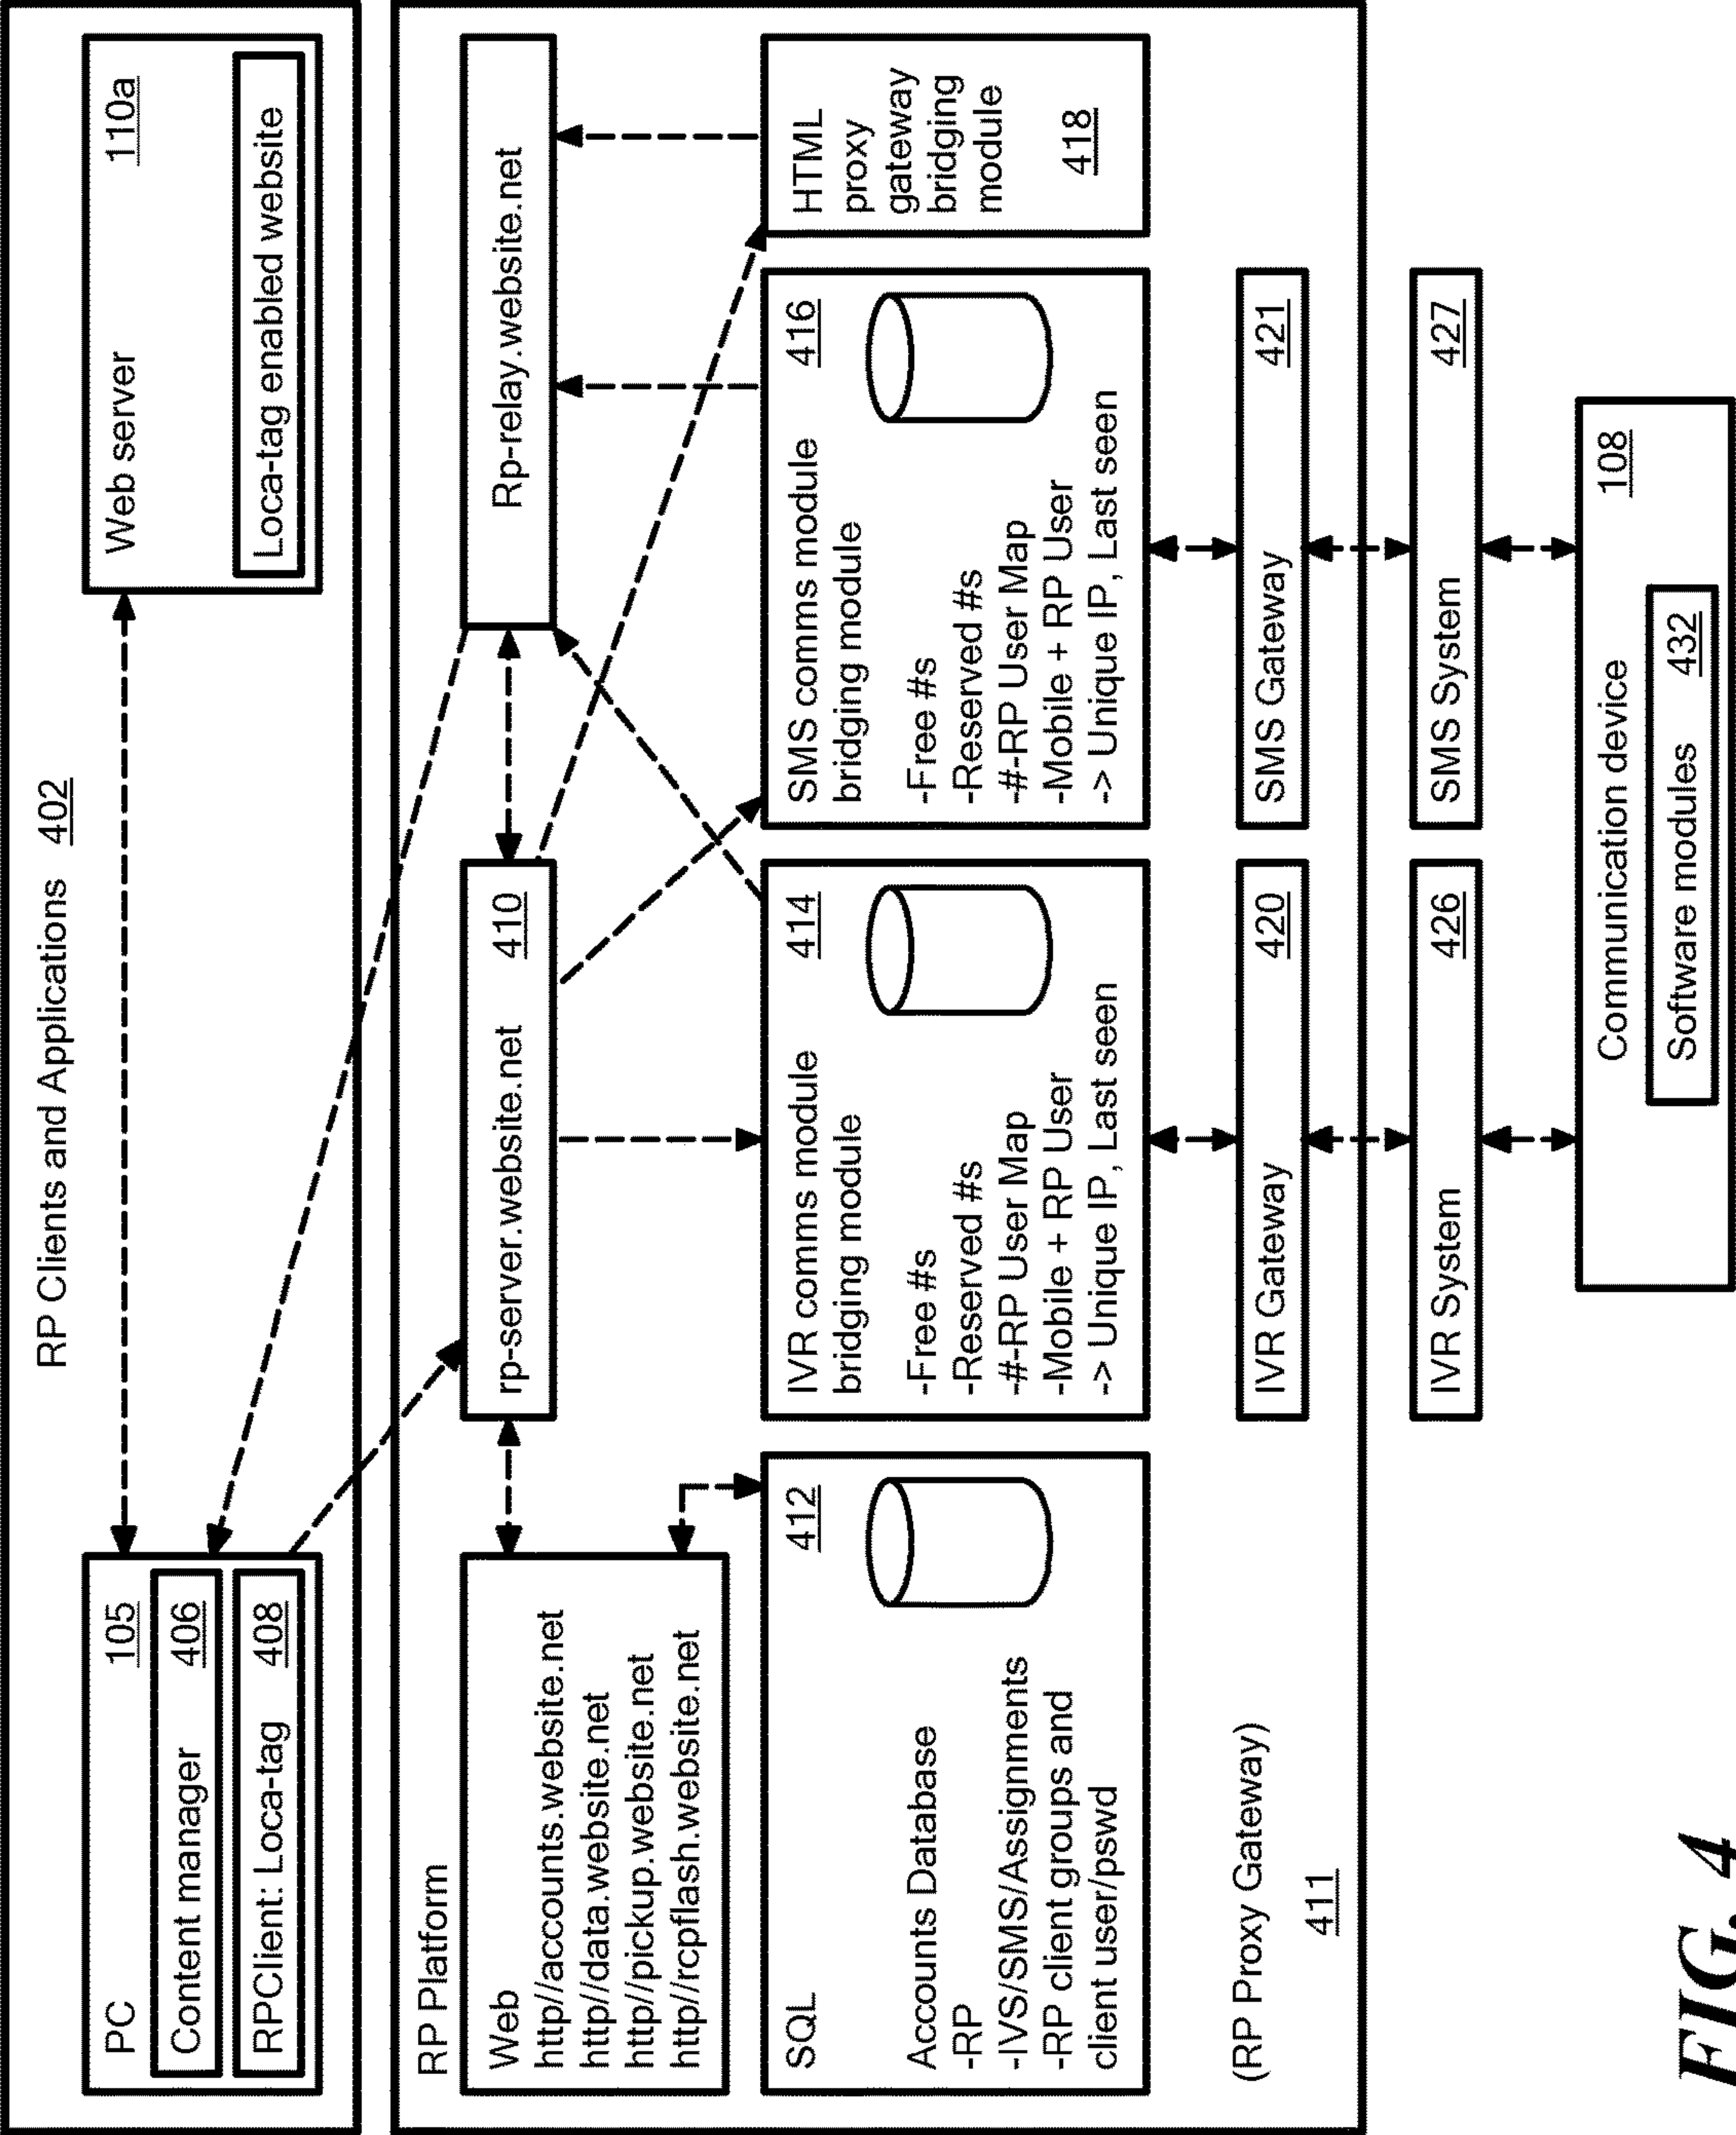 RP Clients and Applications 402
PC 105
Content manager 406
RPClient: Loca-tag 408
Web server 110a
Loca-tag enabled website
RP Platform
Web
http//accounts.website.net
http//data.website.net
http//pickup.website.net
http//rcpflash.website.net
rp-server.website.net 410
Rp-relay.website.net
SQL 412
Accounts Database
-RP
-IVS/SMS/Assignments
-RP client groups and
client user/pswd
IVR comms module 414
bridging module
-Free #s
-Reserved #s
-#-RP User Map
-Mobile + RP User
-> Unique IP, Last seen
SMS comms module 416
bridging module
-Free #s
-Reserved #s
-#-RP User Map
-Mobile + RP User
-> Unique IP, Last seen
HTML
proxy
gateway
bridging
module
418
(RP Proxy Gateway)
411
IVR Gateway 420
SMS Gateway 421
IVR System 426
SMS System 427
Communication device 108
Software modules 432
FIG. 4